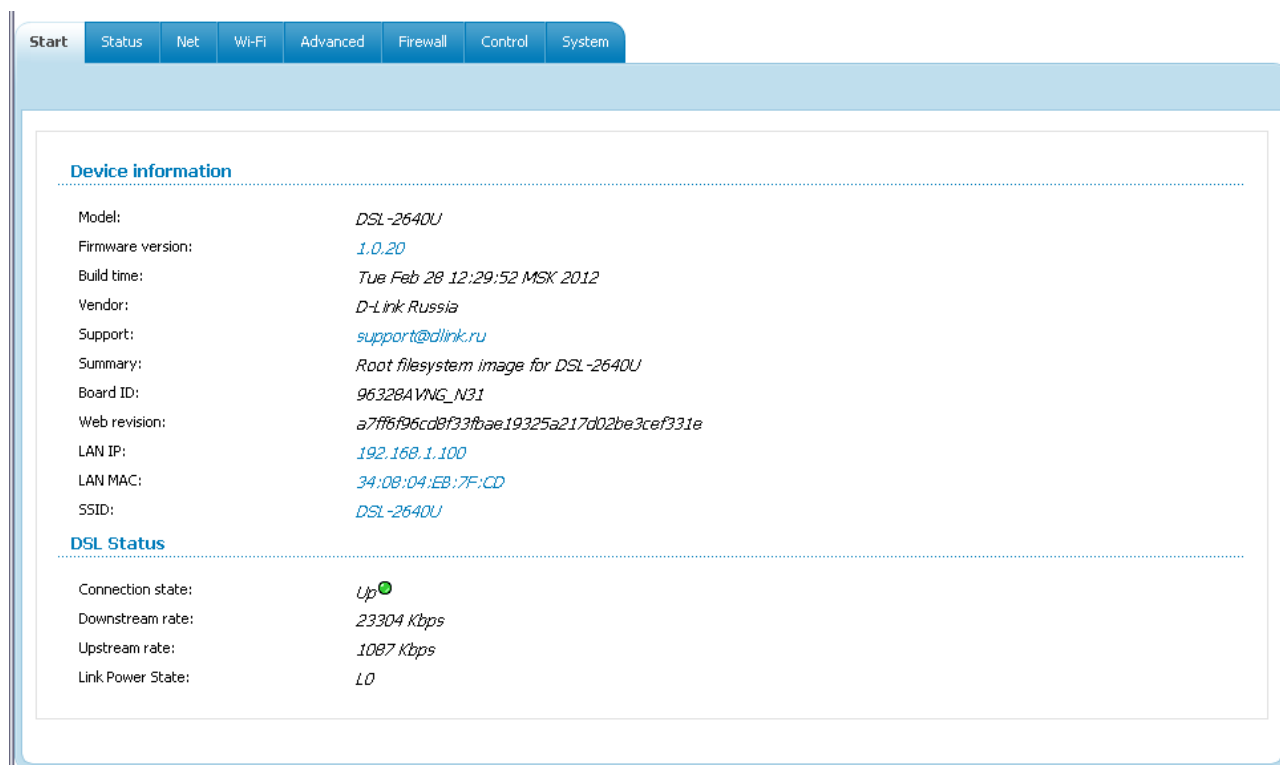 Start Status Net Wi-Fi Advanced Firewall Control System
Device information
Model: DSL-2640U
Firmware version: 1.0.20
Build time: Tue Feb 28 12:29:52 MSK 2012
Vendor: D-Link Russia
Support: support@dlink.ru
Summary: Root filesystem image for DSL-2640U
Board ID: 96328AVNG_N31
Web revision: a7ff6f96cd8f33fbae19325a217d02be3cef331e
LAN IP: 192.168.1.100
LAN MAC: 34:08:04:EB:7F:CD
SSID: DSL-2640U
DSL Status
Connection state: Up
Downstream rate: 23304 Kbps
Upstream rate: 1087 Kbps
Link Power State: L0